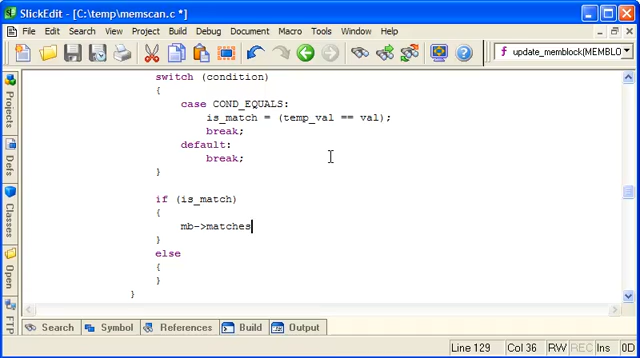 SlickEdit - [C:\temp\memscan.c *]
File Edit View Search Project Build Debug Document Macro Tools Window Help
update_memblock(MEMBLO
switch (condition)
{
case COND_EQUALS:
is_match = (temp_val == val);
break;
default:
break;
}
if (is_match)
{
mb->matches
}
else
{
}
}
Projects
Defs
Classes
Open
FTP
Search Symbol References Build Output
Line 129 Col 36 RW REC Ins 0D